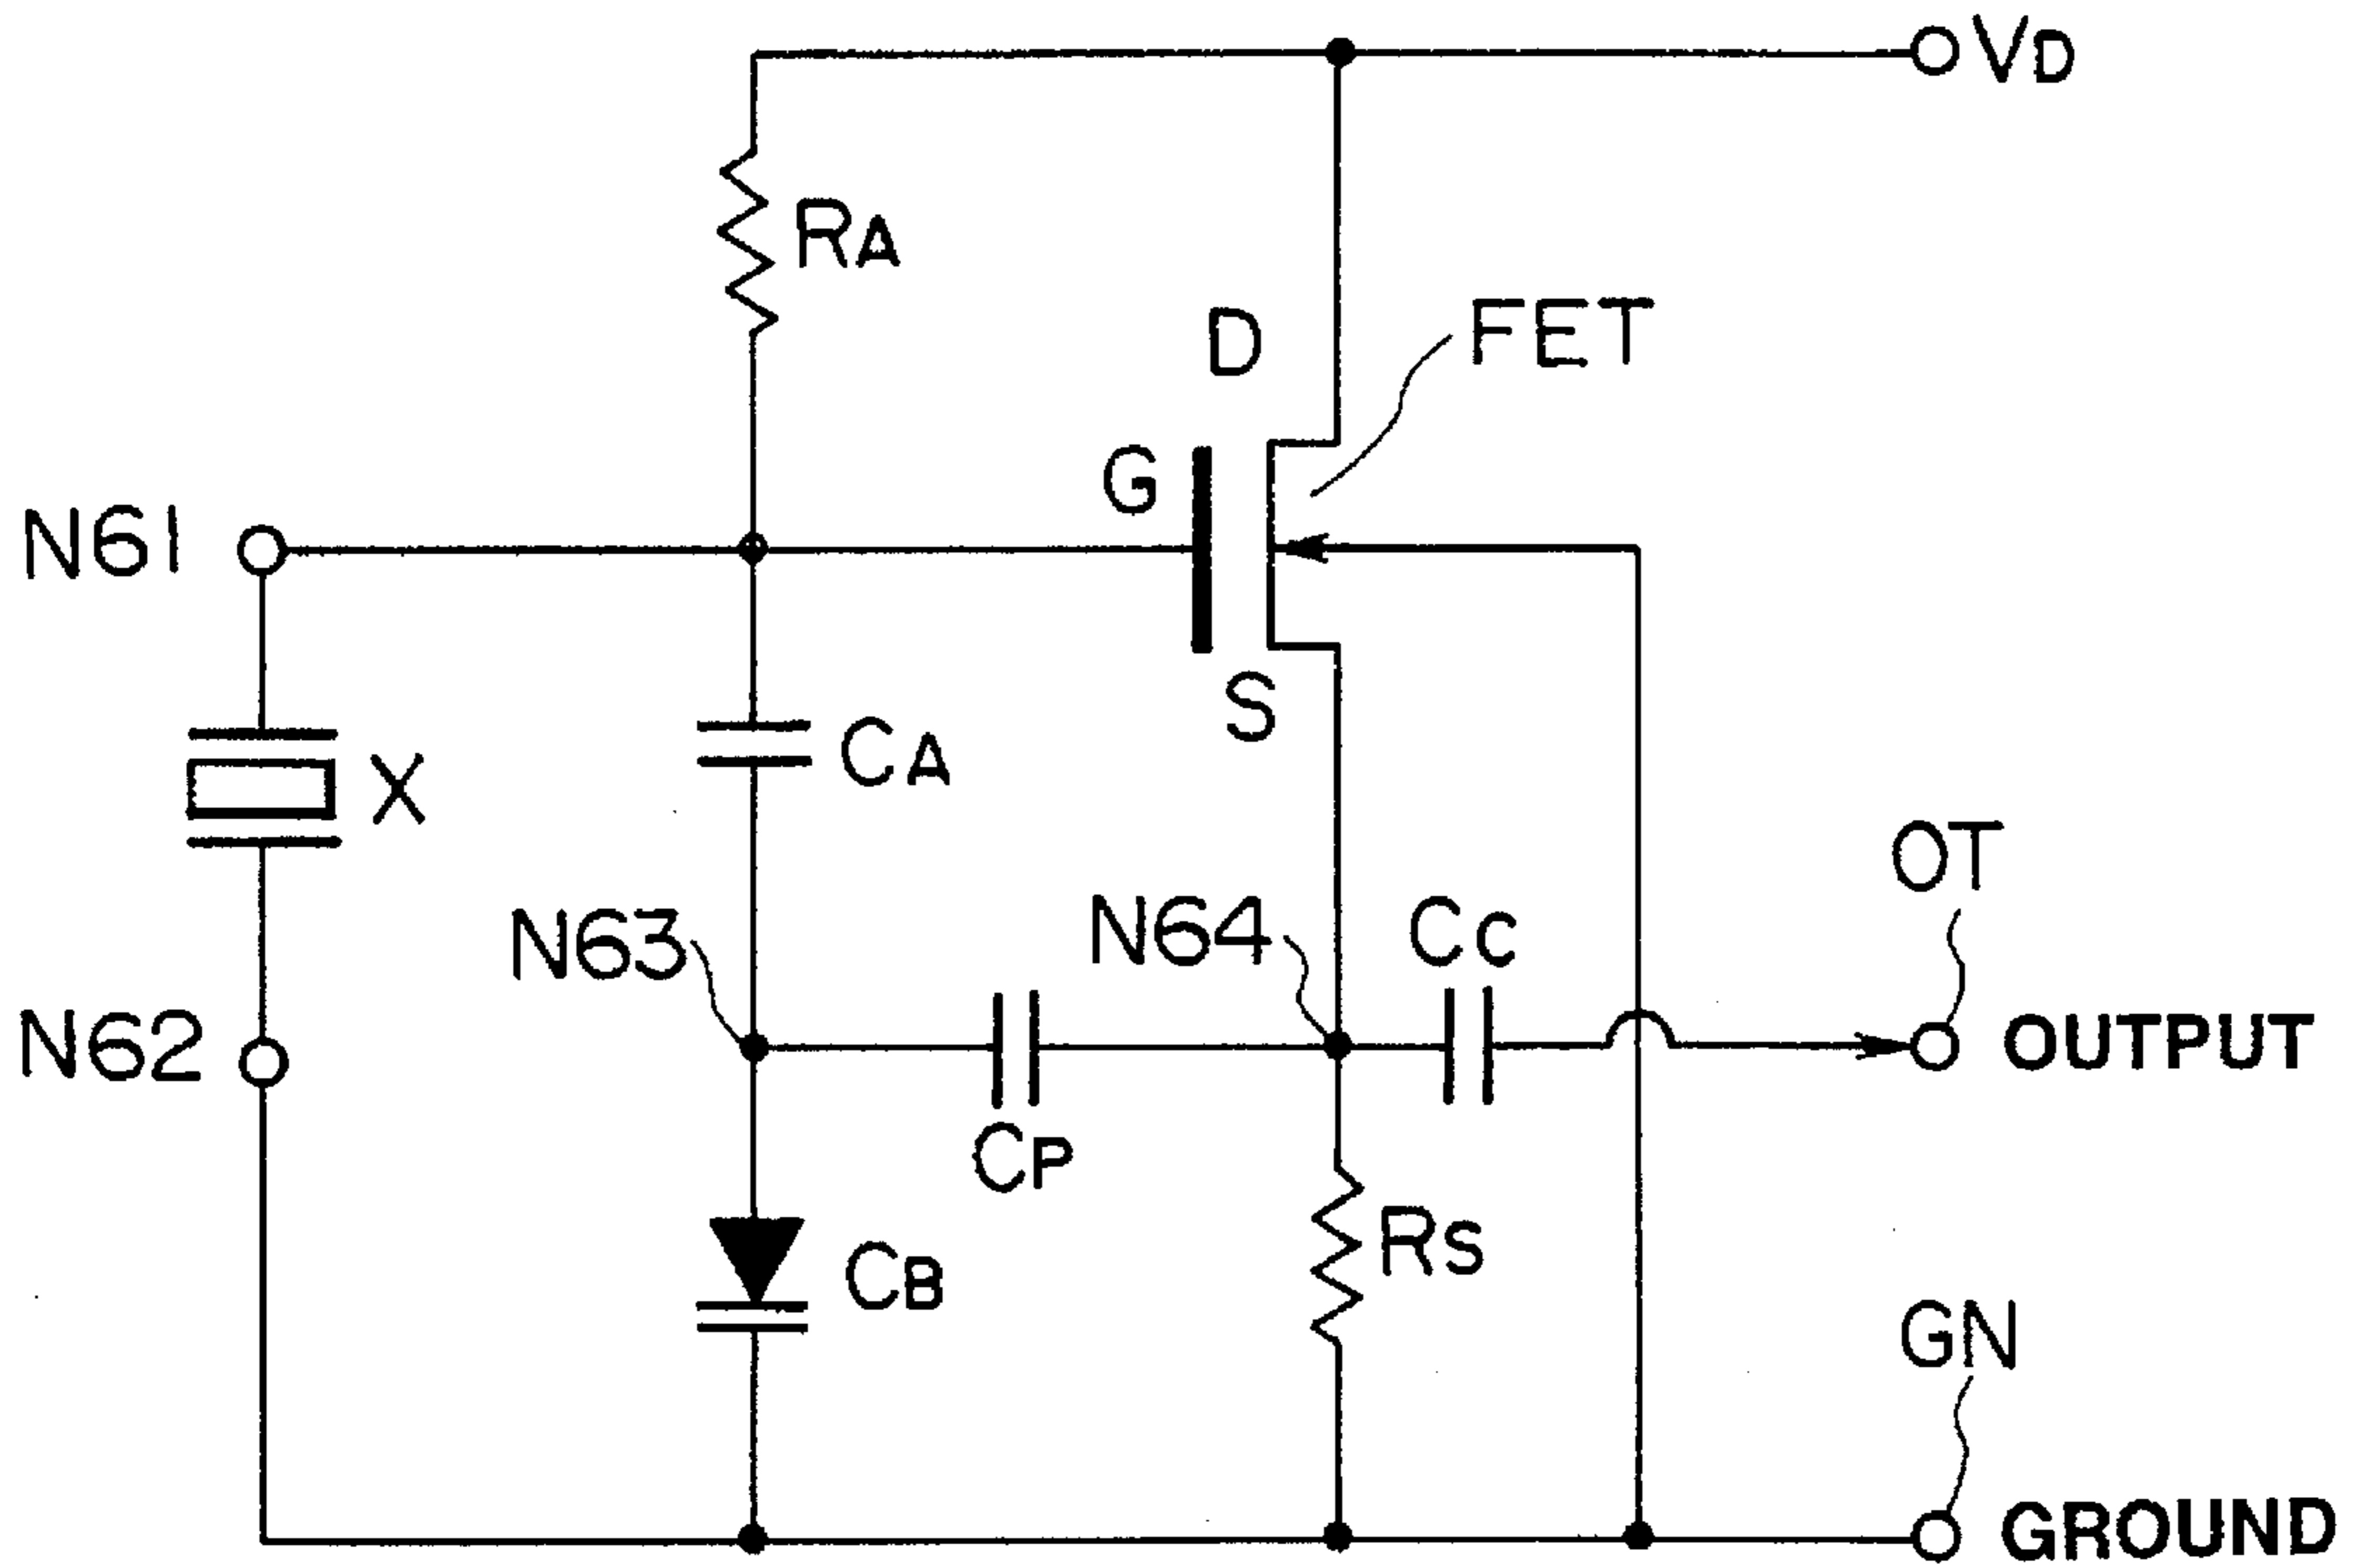 VD
RA
D
FET
G
N61
S
CA
X
OT
N63
N64
CC
N62
OUTPUT
CP
RS
CB
GN
GROUND